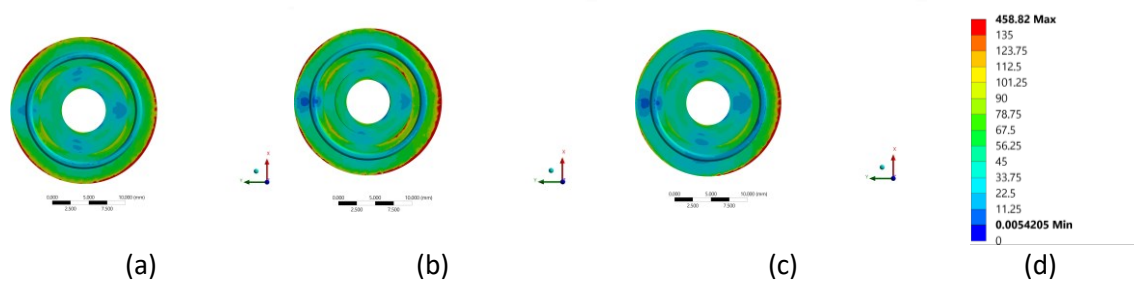 X
Y
0.000 5.000 10.000 (mm)
2.500 7.500
X
Y
0.000 5.000 10.000 (mm)
2.500 7.500
X
Y
0.000 5.000 10.000 (mm)
2.500 7.500
458.82 Max
135
123.75
112.5
101.25
90
78.75
67.5
56.25
45
33.75
22.5
11.25
0.0054205 Min
0
(a) (b) (c) (d)